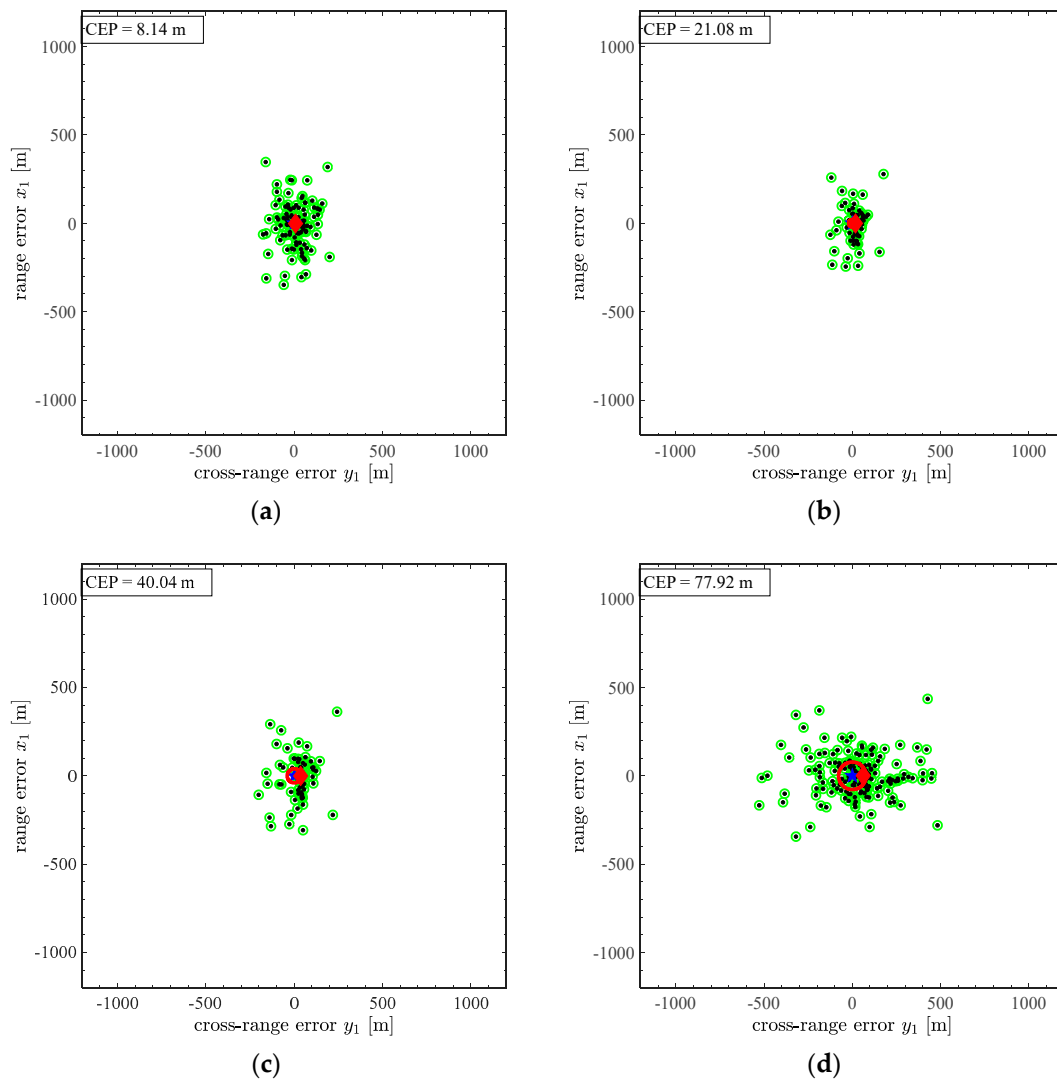 CEP = 8.14 m
1000
500
0
-500
-1000
range error x₁ [m]
-1000 -500 0 500 1000
cross-range error y₁ [m]
(a)
CEP = 21.08 m
1000
500
0
-500
-1000
range error x₁ [m]
-1000 -500 0 500 1000
cross-range error y₁ [m]
(b)
CEP = 40.04 m
1000
500
0
-500
-1000
range error x₁ [m]
-1000 -500 0 500 1000
cross-range error y₁ [m]
(c)
CEP = 77.92 m
1000
500
0
-500
-1000
range error x₁ [m]
-1000 -500 0 500 1000
cross-range error y₁ [m]
(d)